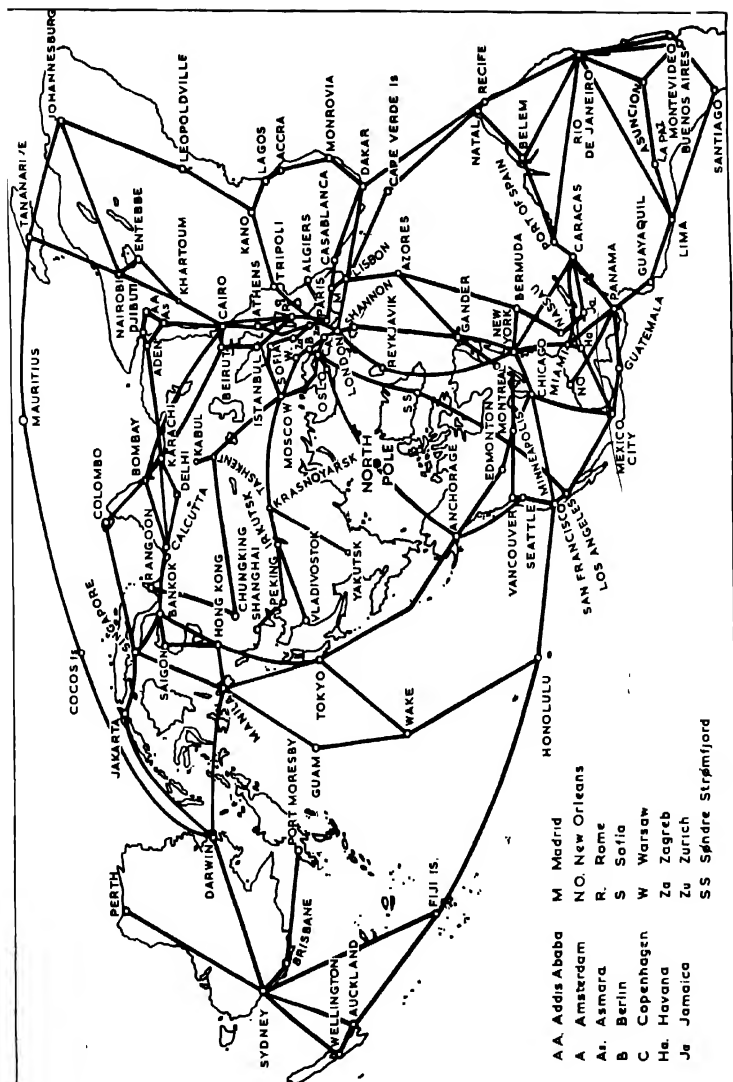 TANANARIVE
JOHANNESBURG
MAURITIUS
ENTEBBE
NAIROBI
KHARTOUM
LEOPOLDVILLE
DJIBUTI
AA
AS
ADEN
CAIRO
KANO
LAGOS
ACCRA
MONROVIA
DAKAR
CAPE VERDE Is
TRIPOLI
ALGIERS
CASABLANCA
LISBON
AZORES
ATHENS
BEIRUT
ISTANBUL
SOFIA
PARIS
M
W.
B
LONDON
SHANNON
OSLO
MOSCOW
REYKJAVIK
GANDER
BERMUDA
RECIFE
NATAL
BELEM
PORT OF SPAIN
CARACAS
RIO
DE JANEIRO
ASUNCION
LA PAZ
MONTEVIDEO
BUENOS AIRES
SANTIAGO
LIMA
GUAYAQUIL
PANAMA
GUATEMALA
NASSAU
Ja.
Ha
MIAMI
NO
NEW
YORK
MONTREAL
CHICAGO
MEXICO
CITY
MINNEAPOLIS
EDMONTON
S S
NORTH
POLE
ANCHORAGE
VANCOUVER
SEATTLE
SAN FRANCISCO
LOS ANGELES
COLOMBO
BOMBAY
KARACHI
DELHI
KABUL
TASHKENT
CALCUTTA
RANGOON
BANKOK
KRASNOYARSK
IRKUTSK
CHUNGKING
SHANGHAI
PEKING
VLADIVOSTOK
YAKUTSK
HONG KONG
SAIGON
SINGAPORE
COCOS Is
JAKARTA
MANILA
TOKYO
GUAM
WAKE
HONOLULU
PORT MORESBY
DARWIN
PERTH
BRISBANE
SYDNEY
FIJI IS.
WELLINGTON
AUCKLAND
A A. Addis Ababa
A Amsterdam
As. Asmara
B Berlin
C Copenhagen
Ha. Havana
Ja Jamaica
M Madrid
N O. New Orleans
R. Rome
S Sofia
W Warsaw
Za Zagreb
Zu Zurich
S S Søndre Strømfjord